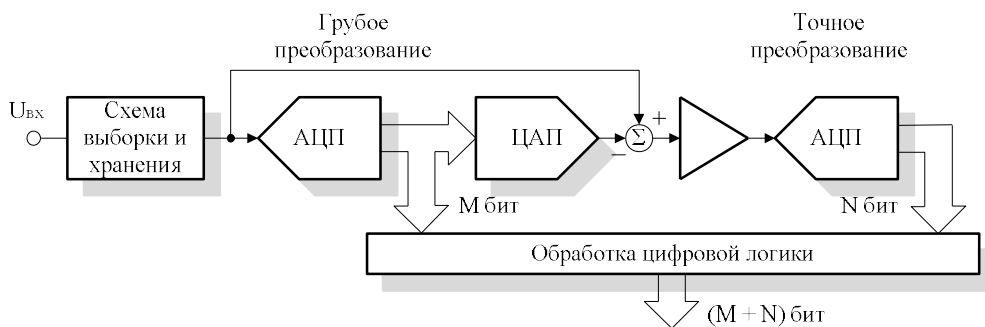 Грубое
преобразование
Точное
преобразование
UВХ
Схема
выборки и
хранения
АЦП
ЦАП
Σ
+
−
АЦП
M бит
N бит
Обработка цифровой логики
(M + N) бит